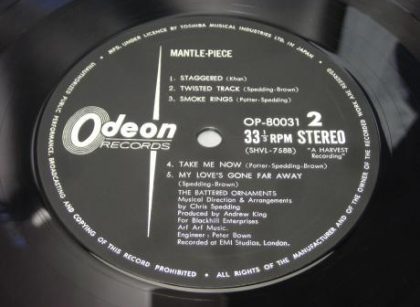 MFG. UNDER LICENCE BY TOSHIBA MUSICAL INDUSTRIES LTD. IN JAPAN
MANTLE-PIECE
1. STAGGERED (Khan)
2. TWISTED TRACK (Spedding-Brown)
3. SMOKE RINGS (Potter-Spedding)
Odeon
RECORDS
OP-80031 2
33⅓ RPM STEREO
(SHVL-758B) "A HARVEST
Recording"
4. TAKE ME NOW (Potter-Spedding-Brown)
5. MY LOVE'S GONE FAR AWAY
(Spedding-Brown)
THE BATTERED ORNAMENTS
Musical Direction & Arrangements
by Chris Spedding
Produced by Andrew King
For Blackhill Enterprises
Arf Arf Music.
Engineer: Peter Bown
Recorded at EMI Studios, London.
UNAUTHORIZED PUBLIC PERFORMANCE BROADCASTING AND COPYING OF THIS RECORD PROHIBITED • ALL RIGHTS OF THE MANUFACTURER AND OF THE OWNER OF THE RECORDED WORK ARE RESERVED